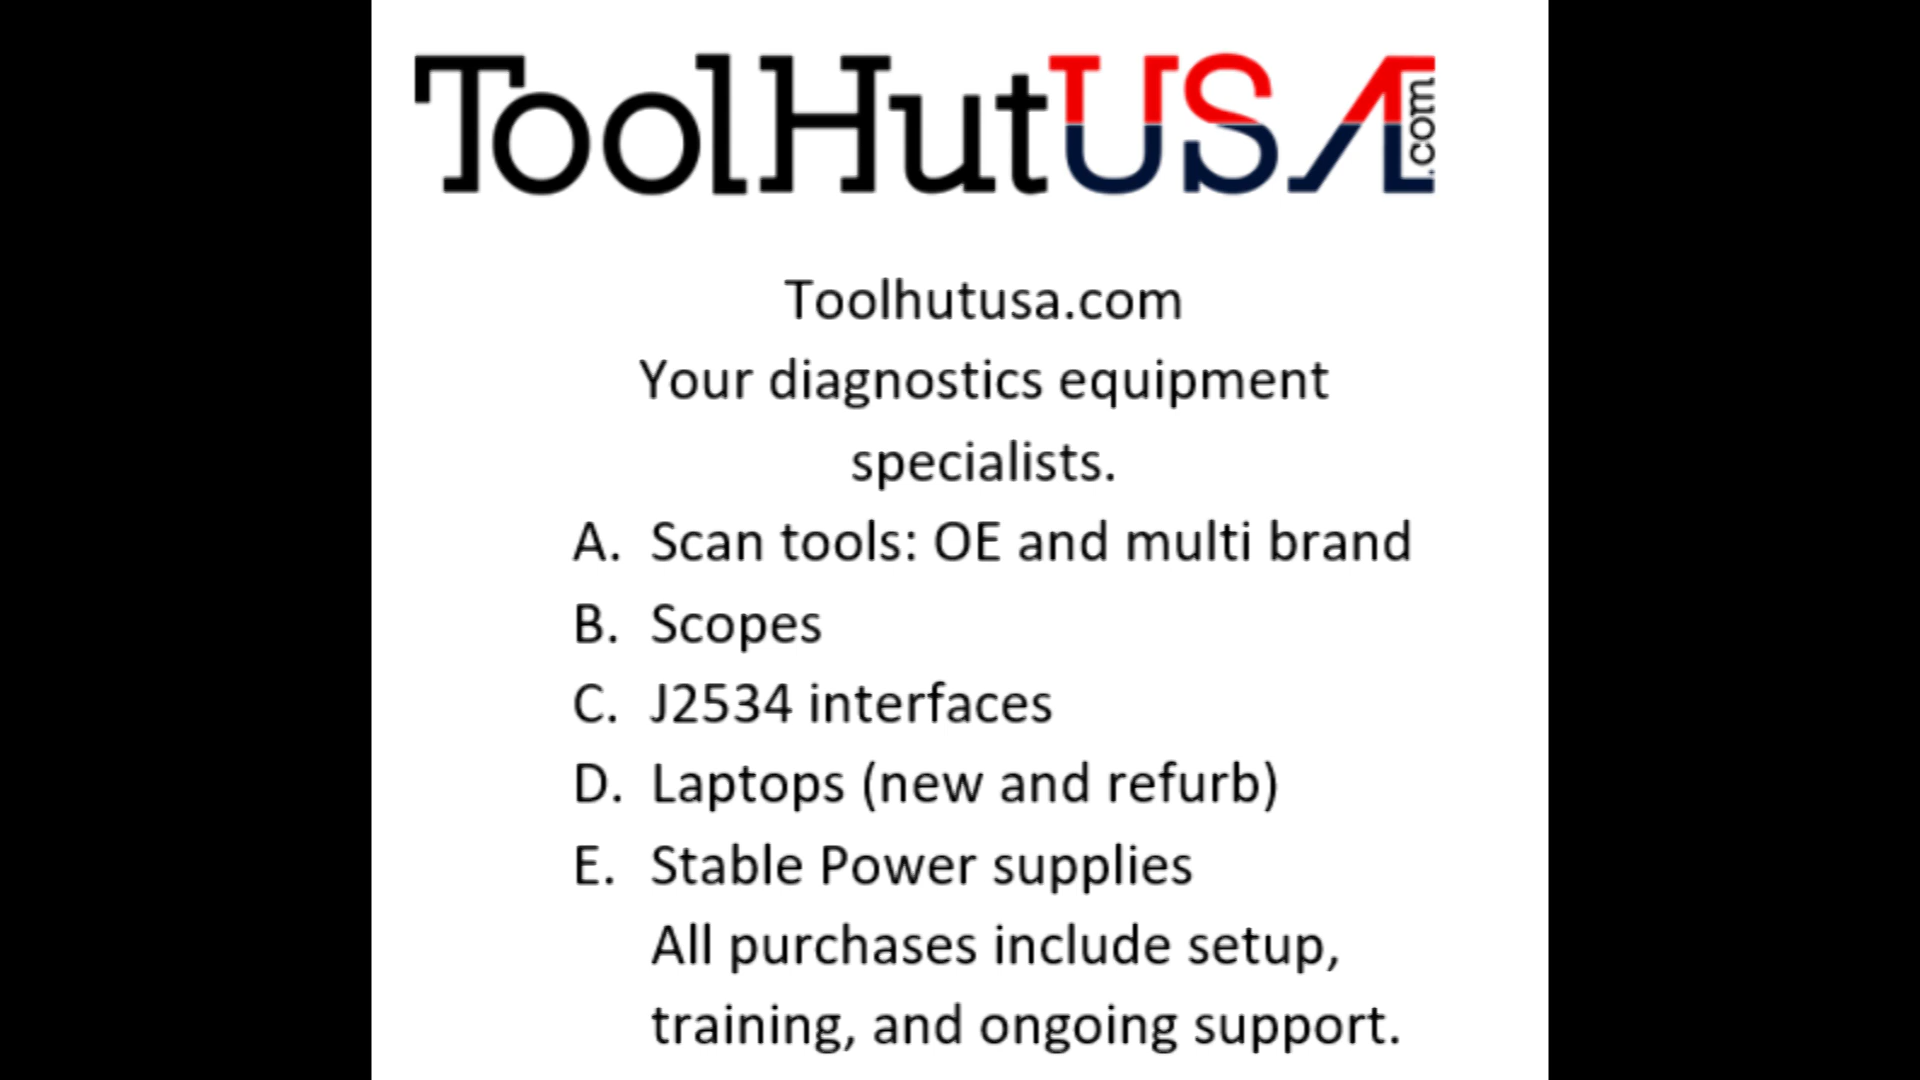 ToolHutUSA.com
Toolhutusa.com
Your diagnostics equipment
specialists.
A. Scan tools: OE and multi brand
B. Scopes
C. J2534 interfaces
D. Laptops (new and refurb)
E. Stable Power supplies
All purchases include setup,
training, and ongoing support.